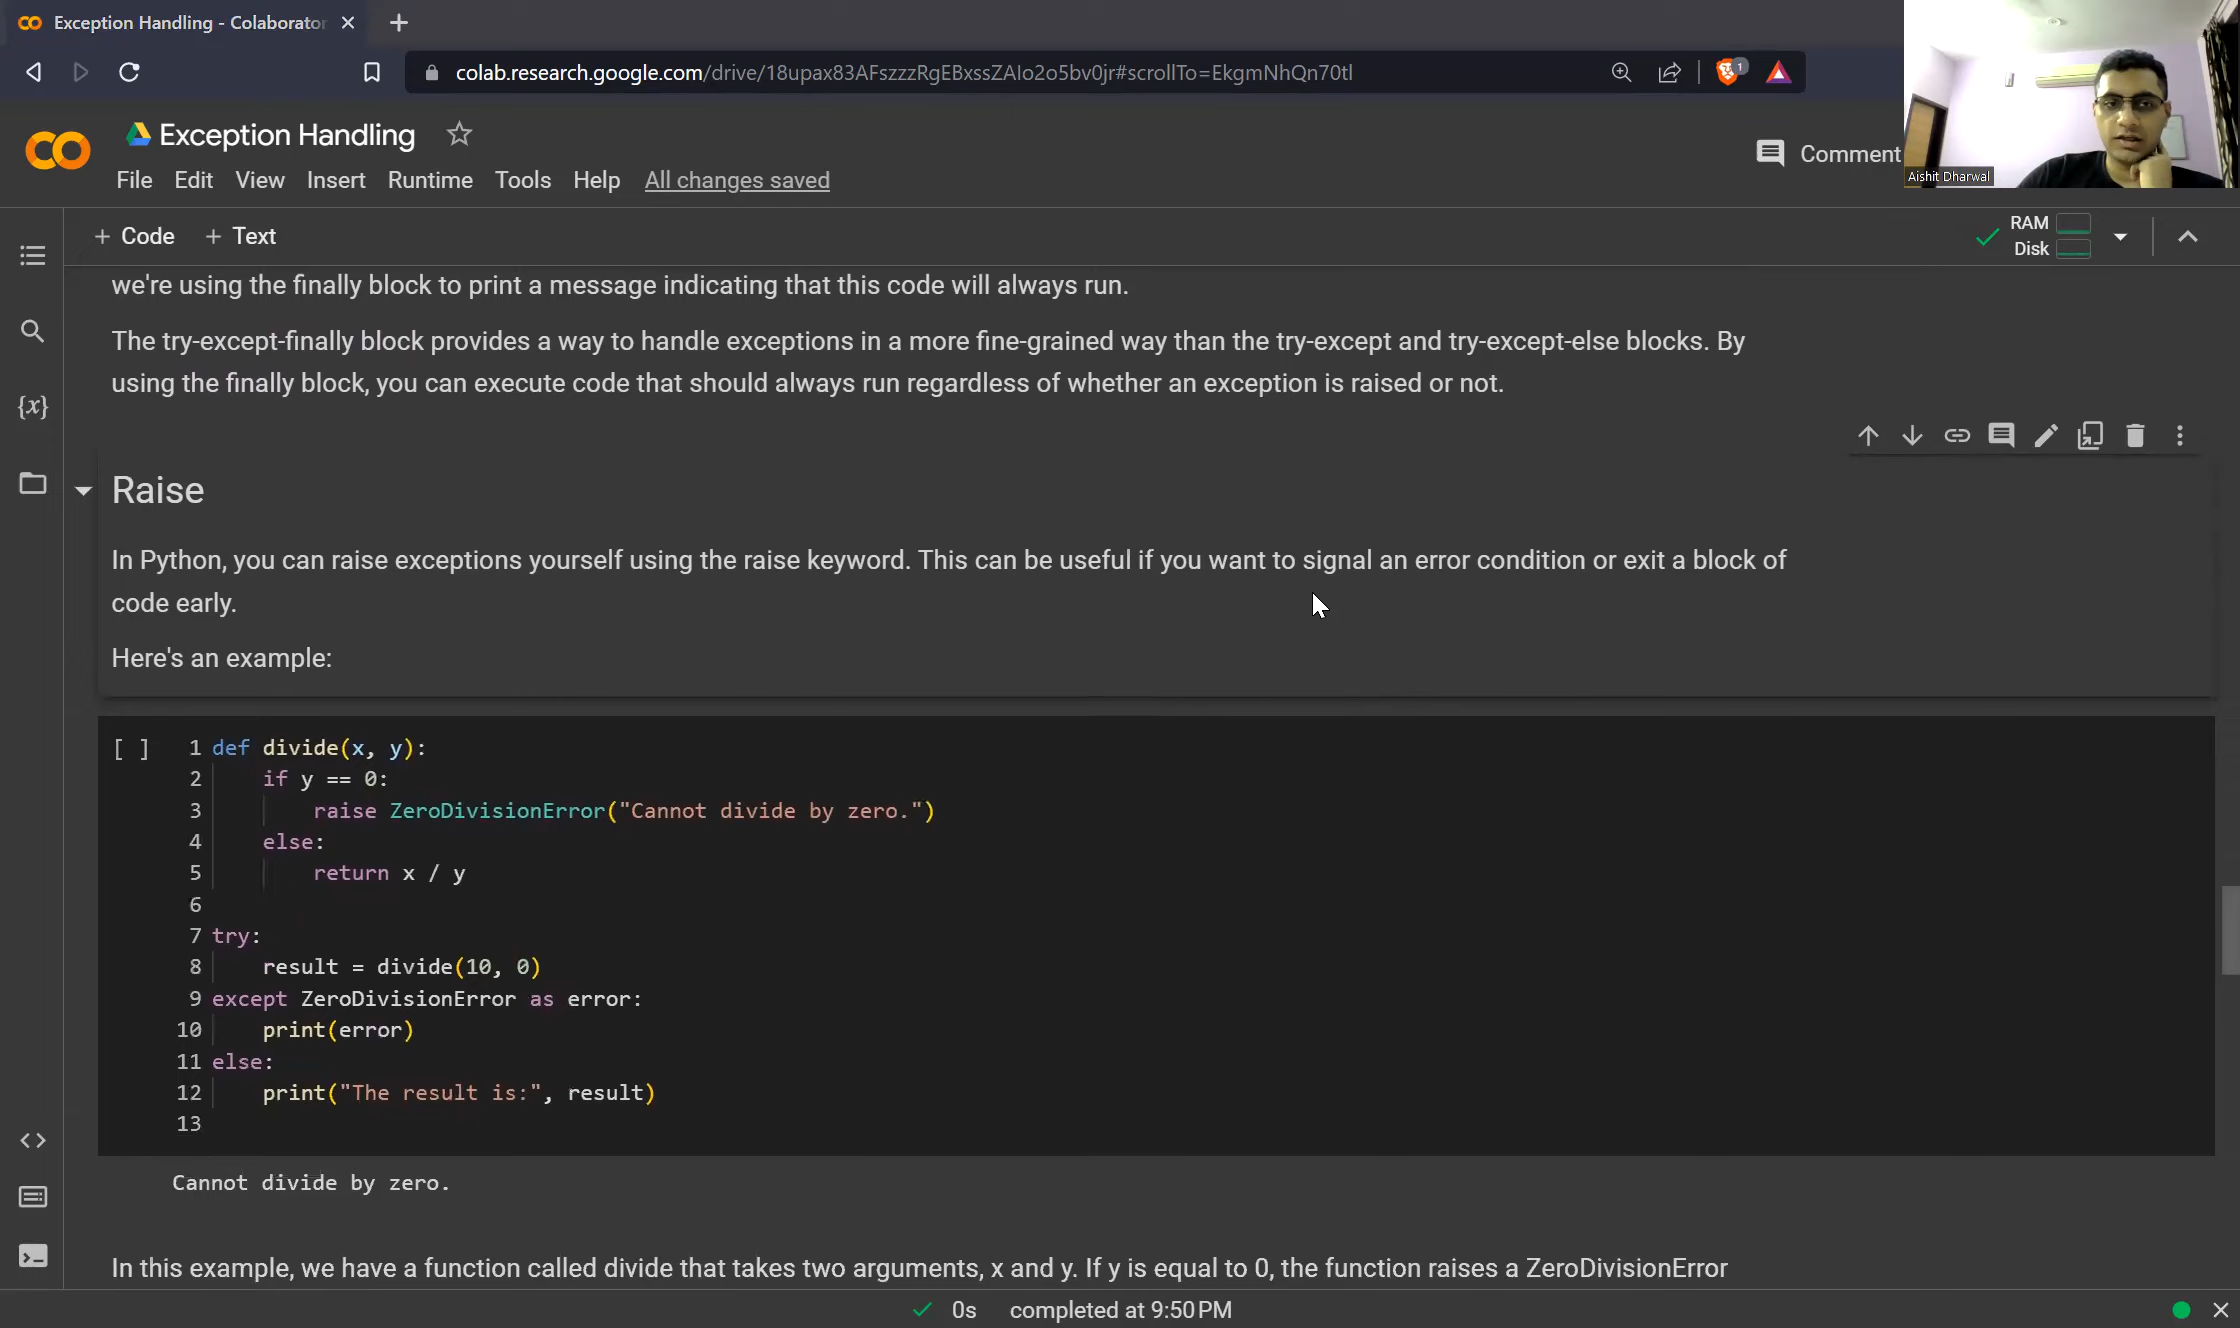 Exception Handling - Colaborator
colab.research.google.com/drive/18upax83AFszzzRgEBxssZAIo2o5bv0jr#scrollTo=EkgmNhQn70tl
1
Aishit Dharwal
Exception Handling
Comment
File Edit View Insert Runtime Tools Help All changes saved
+ Code + Text
RAM
Disk
we're using the finally block to print a message indicating that this code will always run.
The try-except-finally block provides a way to handle exceptions in a more fine-grained way than the try-except and try-except-else blocks. By
using the finally block, you can execute code that should always run regardless of whether an exception is raised or not.
{x}
Raise
In Python, you can raise exceptions yourself using the raise keyword. This can be useful if you want to signal an error condition or exit a block of
code early.
Here's an example:
[ ] 1 def divide(x, y):
2     if y == 0:
3         raise ZeroDivisionError("Cannot divide by zero.")
4     else:
5         return x / y
6
7 try:
8     result = divide(10, 0)
9 except ZeroDivisionError as error:
10     print(error)
11 else:
12     print("The result is:", result)
13
Cannot divide by zero.
In this example, we have a function called divide that takes two arguments, x and y. If y is equal to 0, the function raises a ZeroDivisionError
0s completed at 9:50 PM